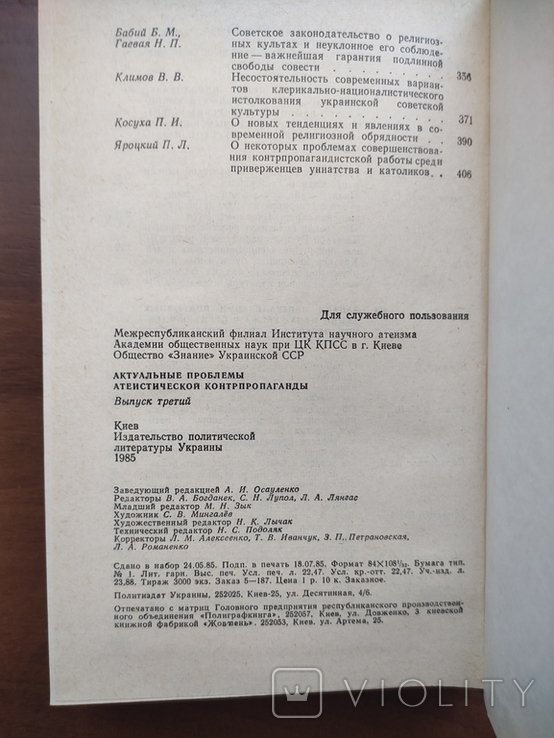 Бабий Б. М., Советское законодательство о религиоз-
Гаевая Н. П. ных культах и неуклонное его соблюде-
ние — важнейшая гарантия подлинной
свободы совести . . . . . . . 356
Климов В. В. Несостоятельность современных вариан-
тов клерикально-националистического
истолкования украинской советской
культуры . . . . . . . . . 371
Косуха П. И. О новых тенденциях и явлениях в со-
временной религиозной обрядности . . 390
Яроцкий П. Л. О некоторых проблемах совершенствова-
ния контрпропагандистской работы среди
приверженцев униатства и католиков. . 406
Для служебного пользования
Межреспубликанский филиал Института научного атеизма
Академии общественных наук при ЦК КПСС в г. Киеве
Общество «Знание» Украинской ССР
АКТУАЛЬНЫЕ ПРОБЛЕМЫ
АТЕИСТИЧЕСКОЙ КОНТРПРОПАГАНДЫ
Выпуск третий
Киев
Издательство политической
литературы Украины
1985
Заведующий редакцией А. И. Осауленко
Редакторы В. А. Богданек, С. Н. Лупол, Л. А. Лянгас
Младший редактор М. Н. Зык
Художник С. В. Мингалёв
Художественный редактор Н. К. Лычак
Технический редактор Н. С. Подоляк
Корректоры Л. М. Алексеенко, Т. В. Иванчук, З. П. Петрановская,
Л. А. Романенко
Сдано в набор 24.05.85. Подп. в печать 18.07.85. Формат 84×108¹/₃₂. Бумага тип.
№ 1. Лит. гарн. Выс. печ. Усл. печ. л. 22,47. Усл. кр.-отт. 22,47. Уч.-изд. л.
23,88. Тираж 3000 экз. Заказ 5—187. Цена 1 р. 10 к. Заказное.
Политиздат Украины, 252025, Киев-25, ул. Десятинная, 4/6.
Отпечатано с матриц Головного предприятия республиканского производствен-
ного объединения «Полиграфкнига». 252057, Киев, ул. Довженко, 3 киевской
книжной фабрикой «Жовтень», 252053, Киев, ул. Артема, 25.
VIOLITY